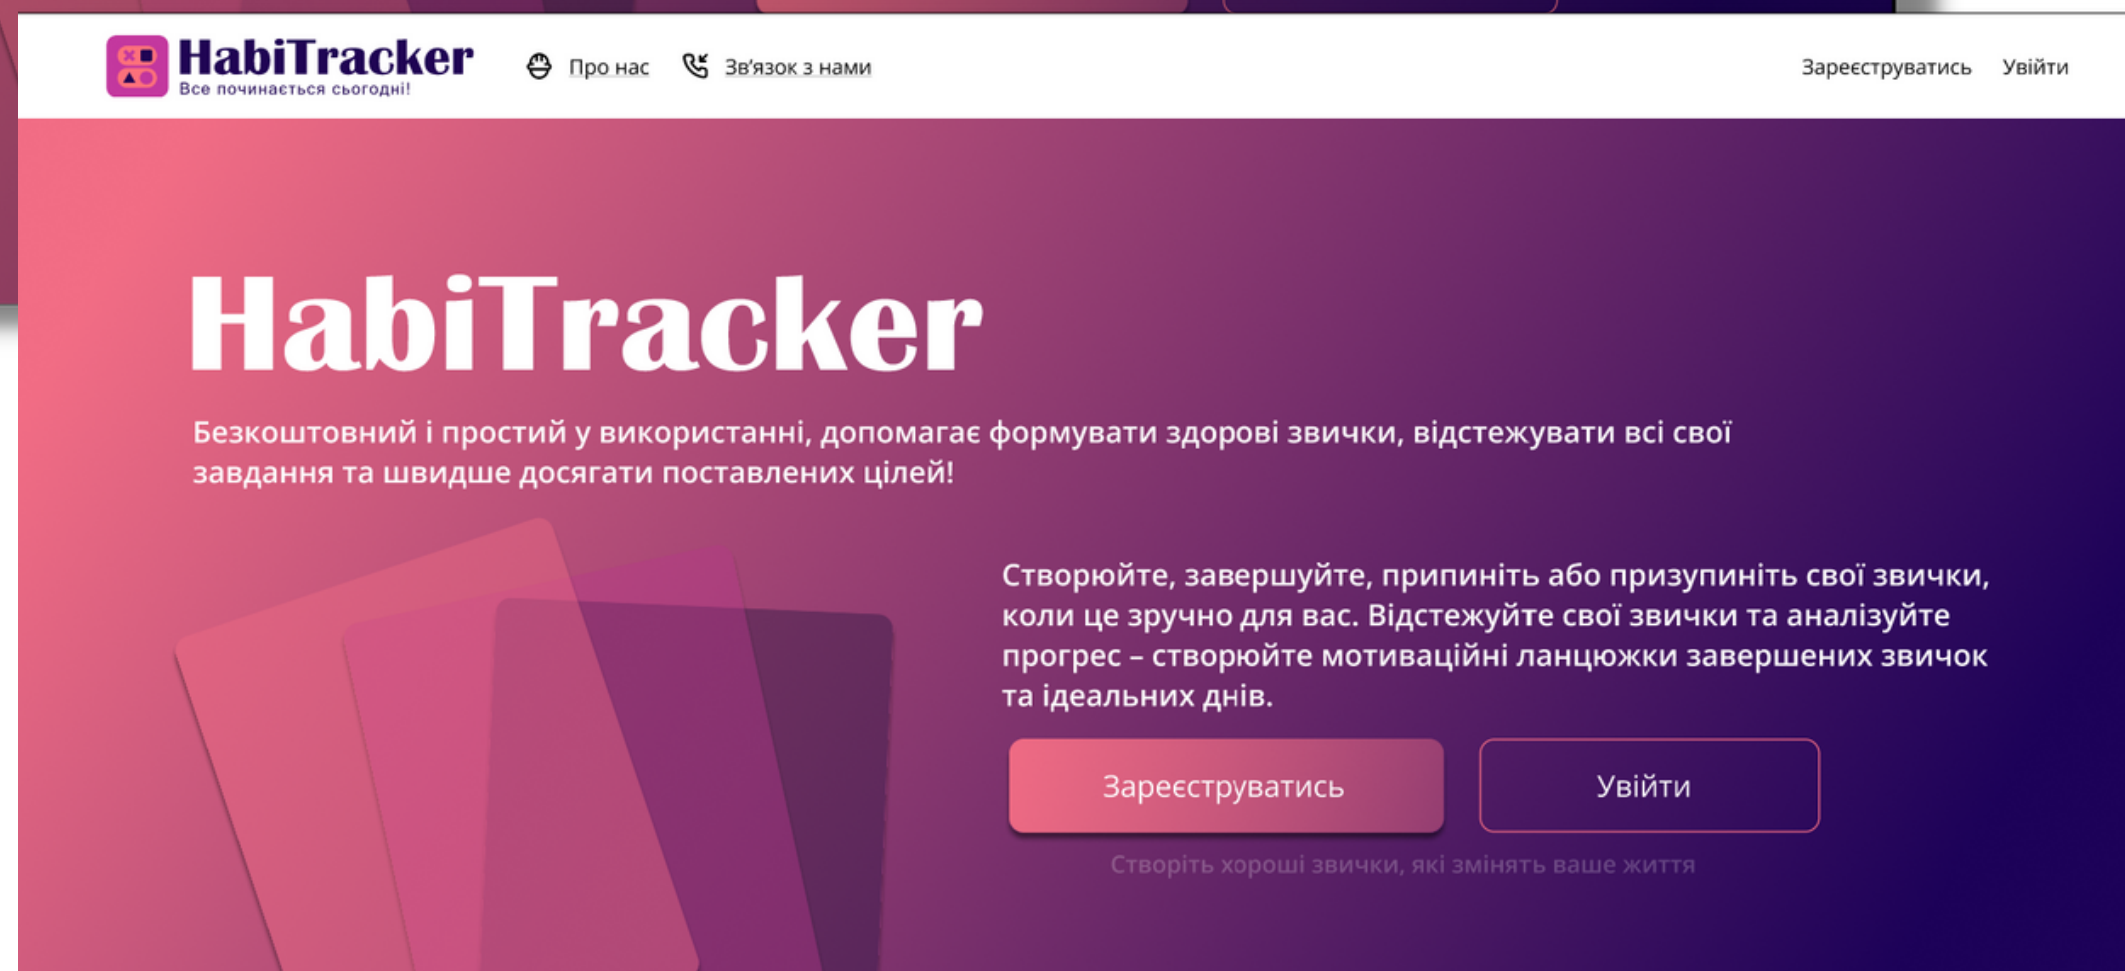 HabiTracker
Все починається сьогодні!
Про нас
Зв'язок з нами
Зареєструватись
Увійти
HabiTracker
Безкоштовний і простий у використанні, допомагає формувати здорові звички, відстежувати всі свої
завдання та швидше досягати поставлених цілей!
Створюйте, завершуйте, припиніть або призупиніть свої звички,
коли це зручно для вас. Відстежуйте свої звички та аналізуйте
прогрес – створюйте мотиваційні ланцюжки завершених звичок
та ідеальних днів.
Зареєструватись
Увійти
Створіть хороші звички, які змінять ваше життя